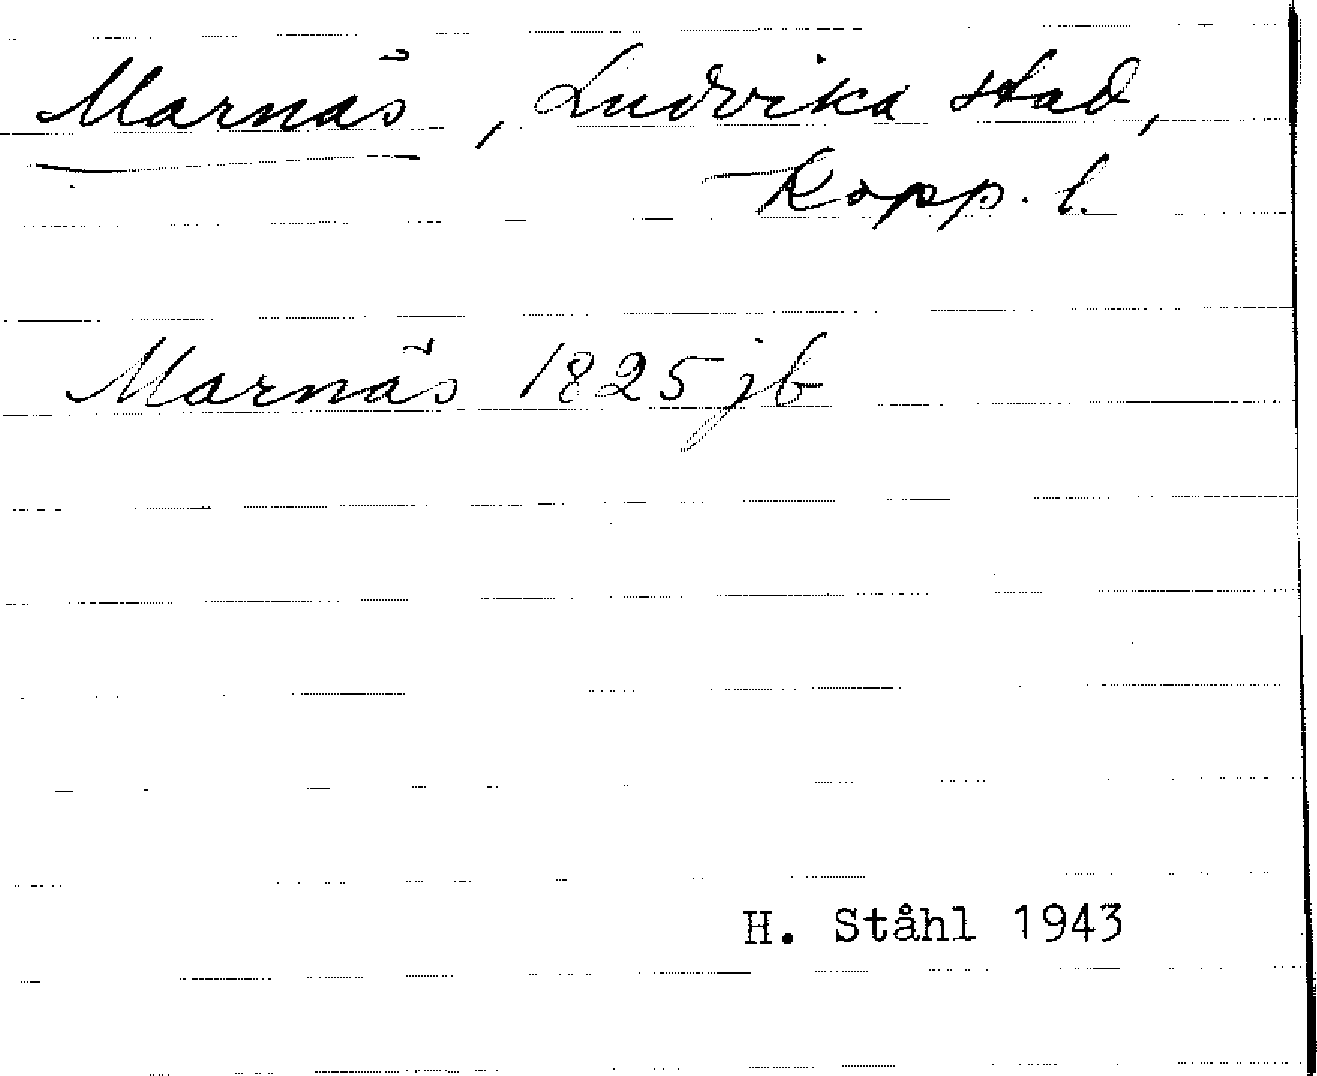 Marnäs, Ludvika stad,
Kopp. l.
Marnäs 1825 jb
H. Ståhl 1943